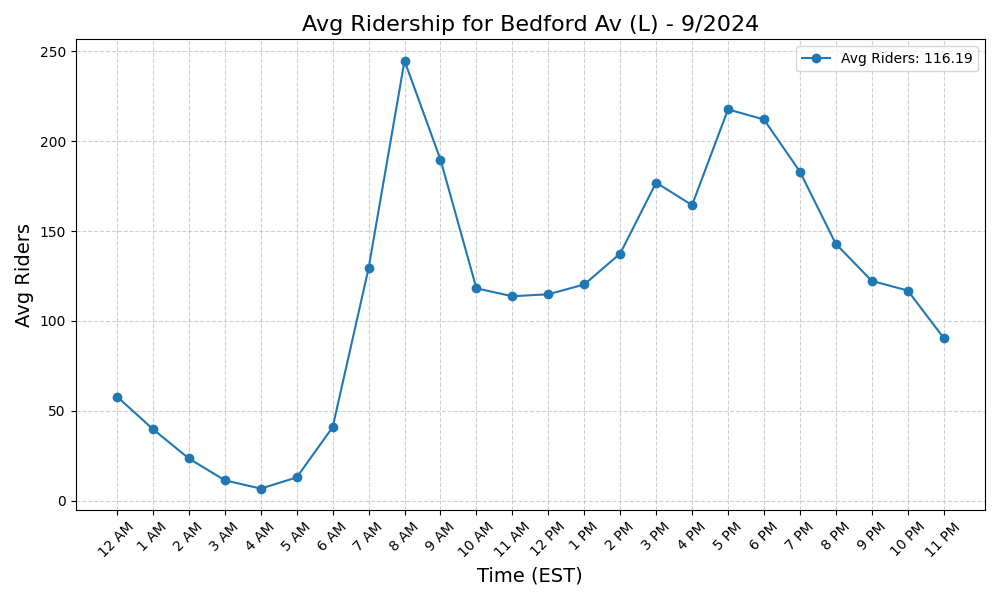 Avg Ridership for Bedford Av (L) - 9/2024
Avg Riders: 116.19
Avg Riders
250
200
150
100
50
0
12 AM
1 AM
2 AM
3 AM
4 AM
5 AM
6 AM
7 AM
8 AM
9 AM
10 AM
11 AM
12 PM
1 PM
2 PM
3 PM
4 PM
5 PM
6 PM
7 PM
8 PM
9 PM
10 PM
11 PM
Time (EST)